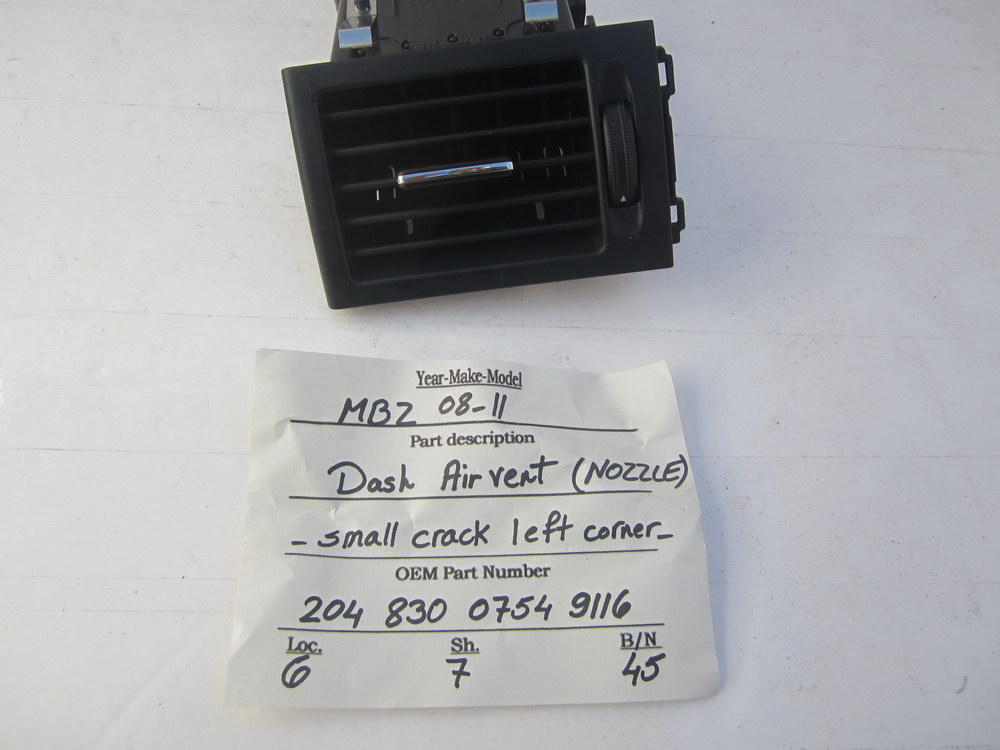 Year-Make-Model
MBZ 08-11
Part description
Dash Air vent (NOZZLE)
- small crack left corner -
OEM Part Number
204 830 0754 9116
Loc. Sh. B/N
6 7 45